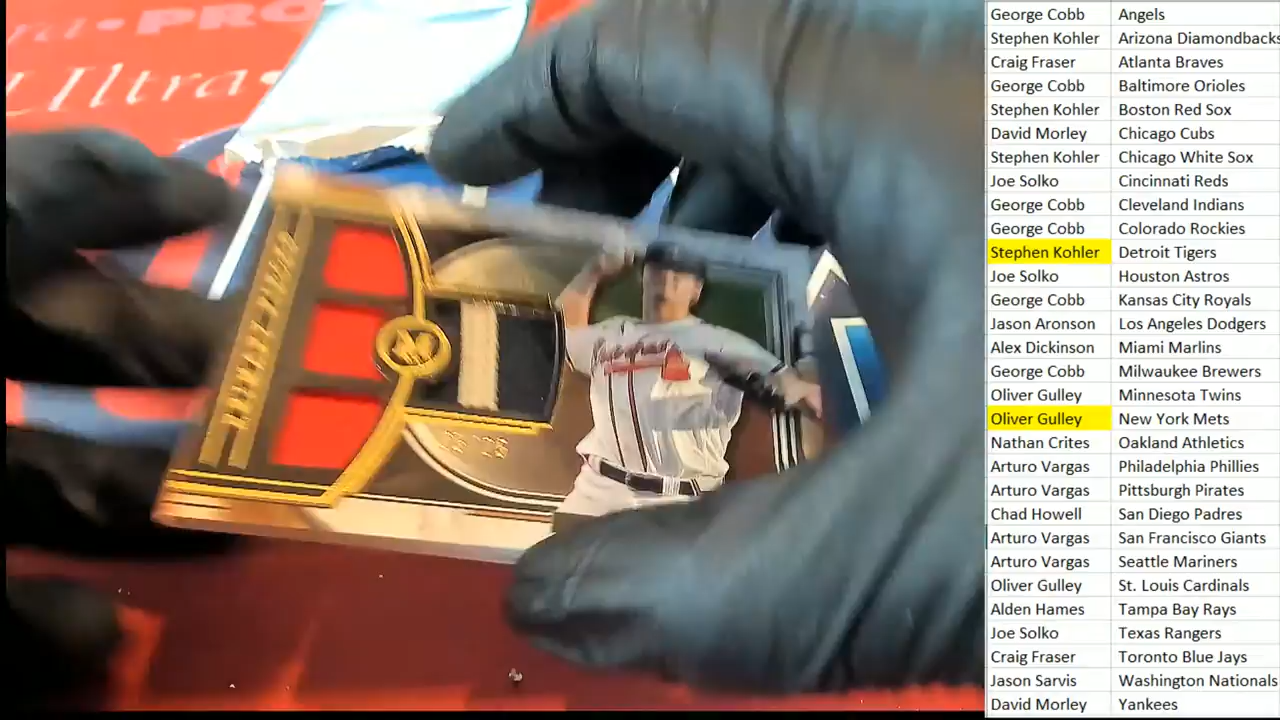 PRO
Ultra
Braves
George Cobb Angels
Stephen Kohler Arizona Diamondbacks
Craig Fraser Atlanta Braves
George Cobb Baltimore Orioles
Stephen Kohler Boston Red Sox
David Morley Chicago Cubs
Stephen Kohler Chicago White Sox
Joe Solko Cincinnati Reds
George Cobb Cleveland Indians
George Cobb Colorado Rockies
Stephen Kohler Detroit Tigers
Joe Solko Houston Astros
George Cobb Kansas City Royals
Jason Aronson Los Angeles Dodgers
Alex Dickinson Miami Marlins
George Cobb Milwaukee Brewers
Oliver Gulley Minnesota Twins
Oliver Gulley New York Mets
Nathan Crites Oakland Athletics
Arturo Vargas Philadelphia Phillies
Arturo Vargas Pittsburgh Pirates
Chad Howell San Diego Padres
Arturo Vargas San Francisco Giants
Arturo Vargas Seattle Mariners
Oliver Gulley St. Louis Cardinals
Alden Hames Tampa Bay Rays
Joe Solko Texas Rangers
Craig Fraser Toronto Blue Jays
Jason Sarvis Washington Nationals
David Morley Yankees